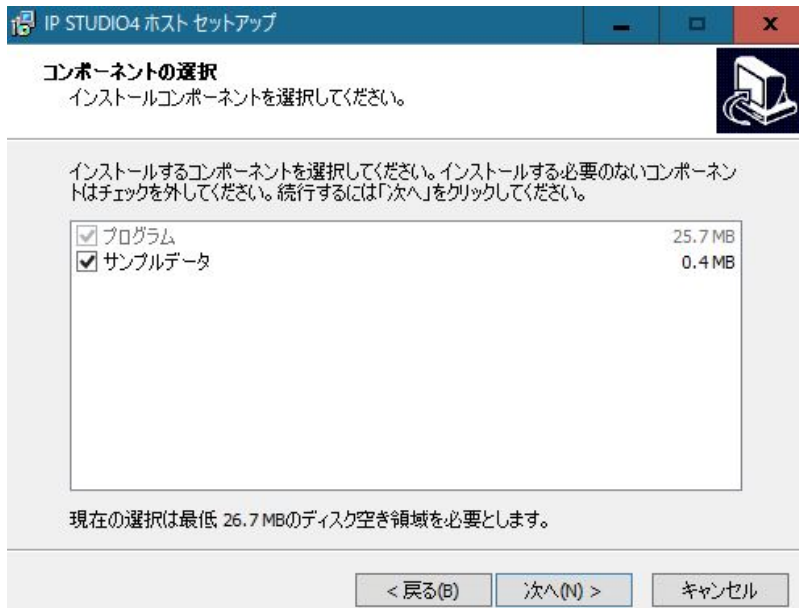 IP STUDIO4 ホスト セットアップ
コンポーネントの選択
インストールコンポーネントを選択してください。
インストールするコンポーネントを選択してください。インストールする必要のないコンポーネン
トはチェックを外してください。続行するには「次へ」をクリックしてください。
プログラム 25.7 MB
サンプルデータ 0.4 MB
現在の選択は最低 26.7 MBのディスク空き領域を必要とします。
< 戻る(B) 次へ(N) > キャンセル